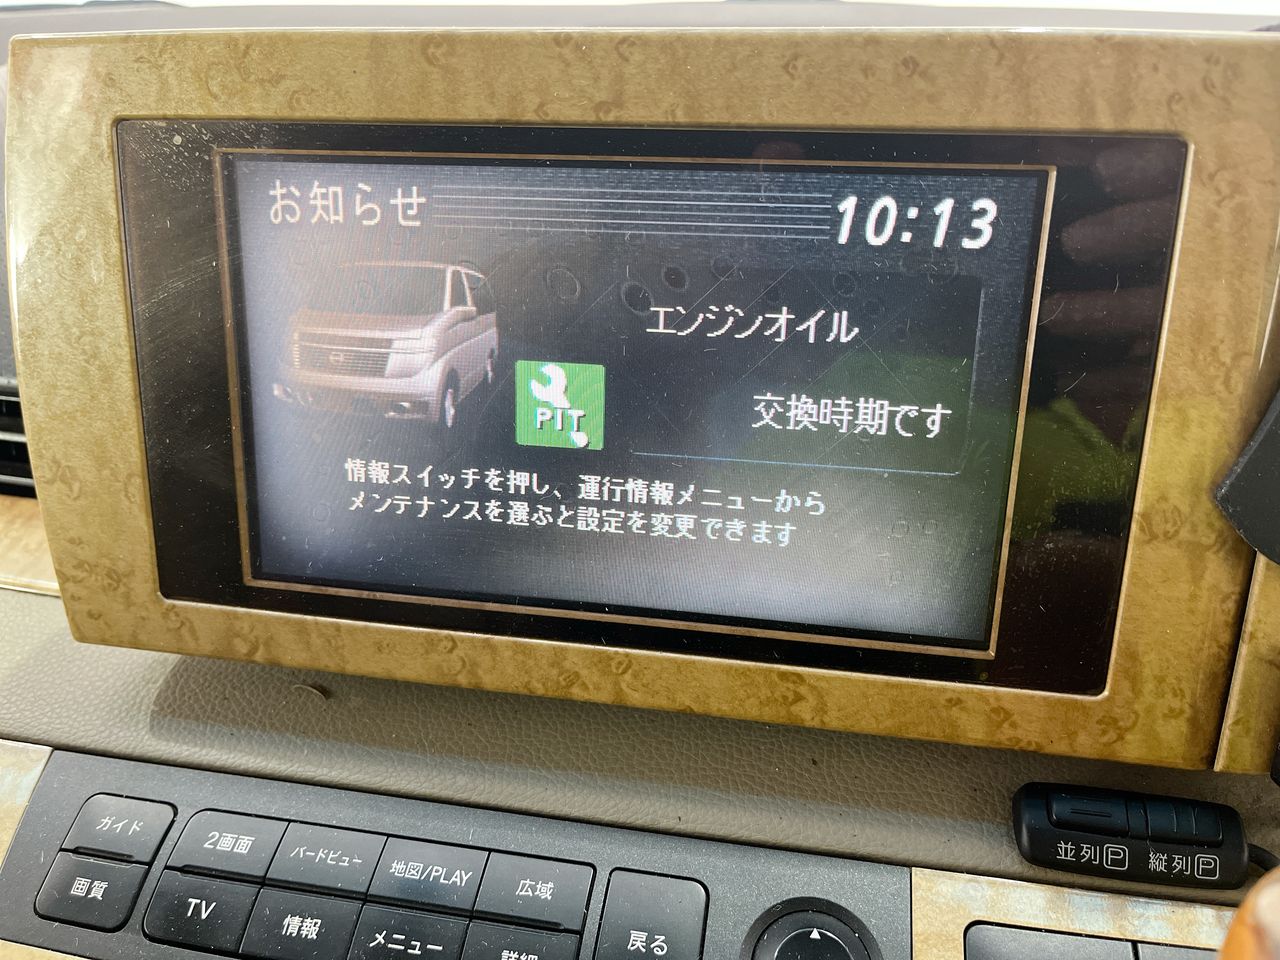 お知らせ
10:13
エンジンオイル
交換時期です
PIT
情報スイッチを押し、運行情報メニューから
メンテナンスを選ぶと設定を変更できます
並列P 縦列P
ガイド
2画面
バードビュー
地図/PLAY
広域
画質
TV
情報
メニュー
詳細
戻る